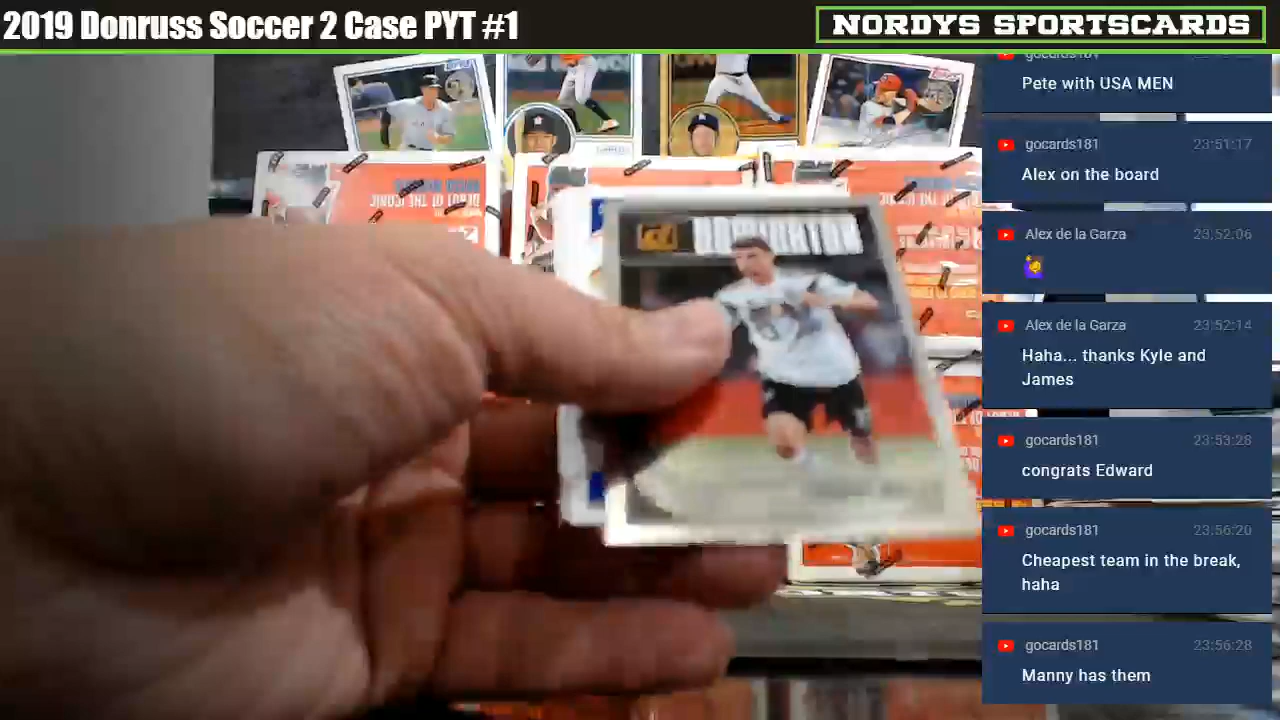 2019 Donruss Soccer 2 Case PYT #1
NORDYS SPORTSCARDS
gocards181
Pete with USA MEN
gocards181 23:51:17
Alex on the board
Alex de la Garza 23:52:06
Alex de la Garza 23:52:14
Haha... thanks Kyle and
James
gocards181 23:53:28
congrats Edward
gocards181 23:56:20
Cheapest team in the break,
haha
gocards181 23:56:28
Manny has them